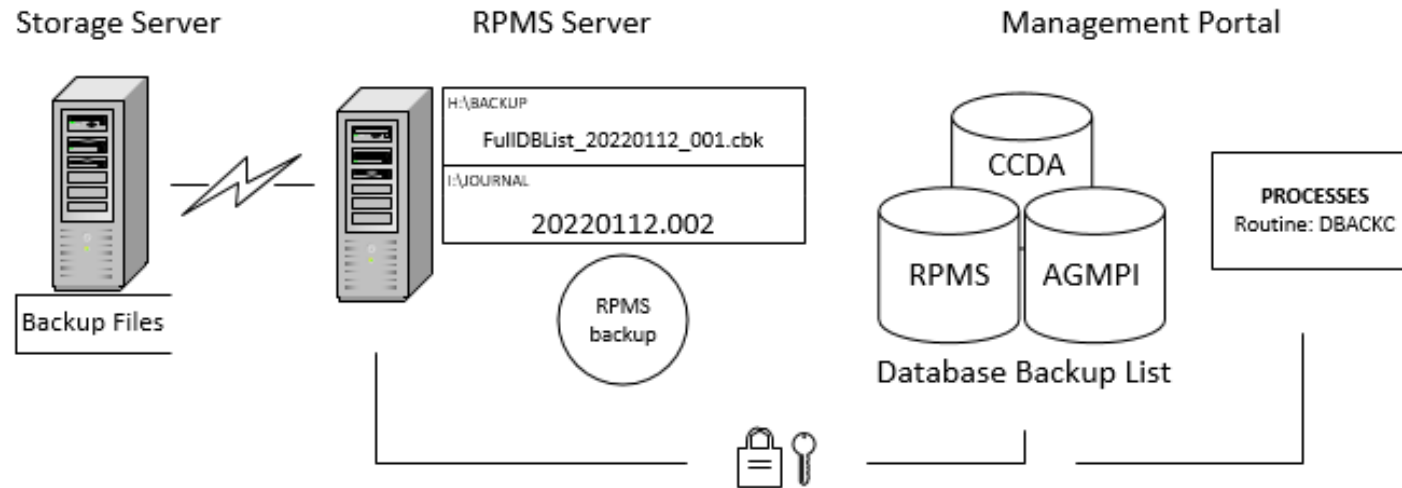 Storage Server
RPMS Server
Management Portal
H:\BACKUP
FullDBList_20220112_001.cbk
I:\JOURNAL
20220112.002
CCDA
RPMS
AGMPI
PROCESSES
Routine: DBACKC
Backup Files
RPMS
backup
Database Backup List